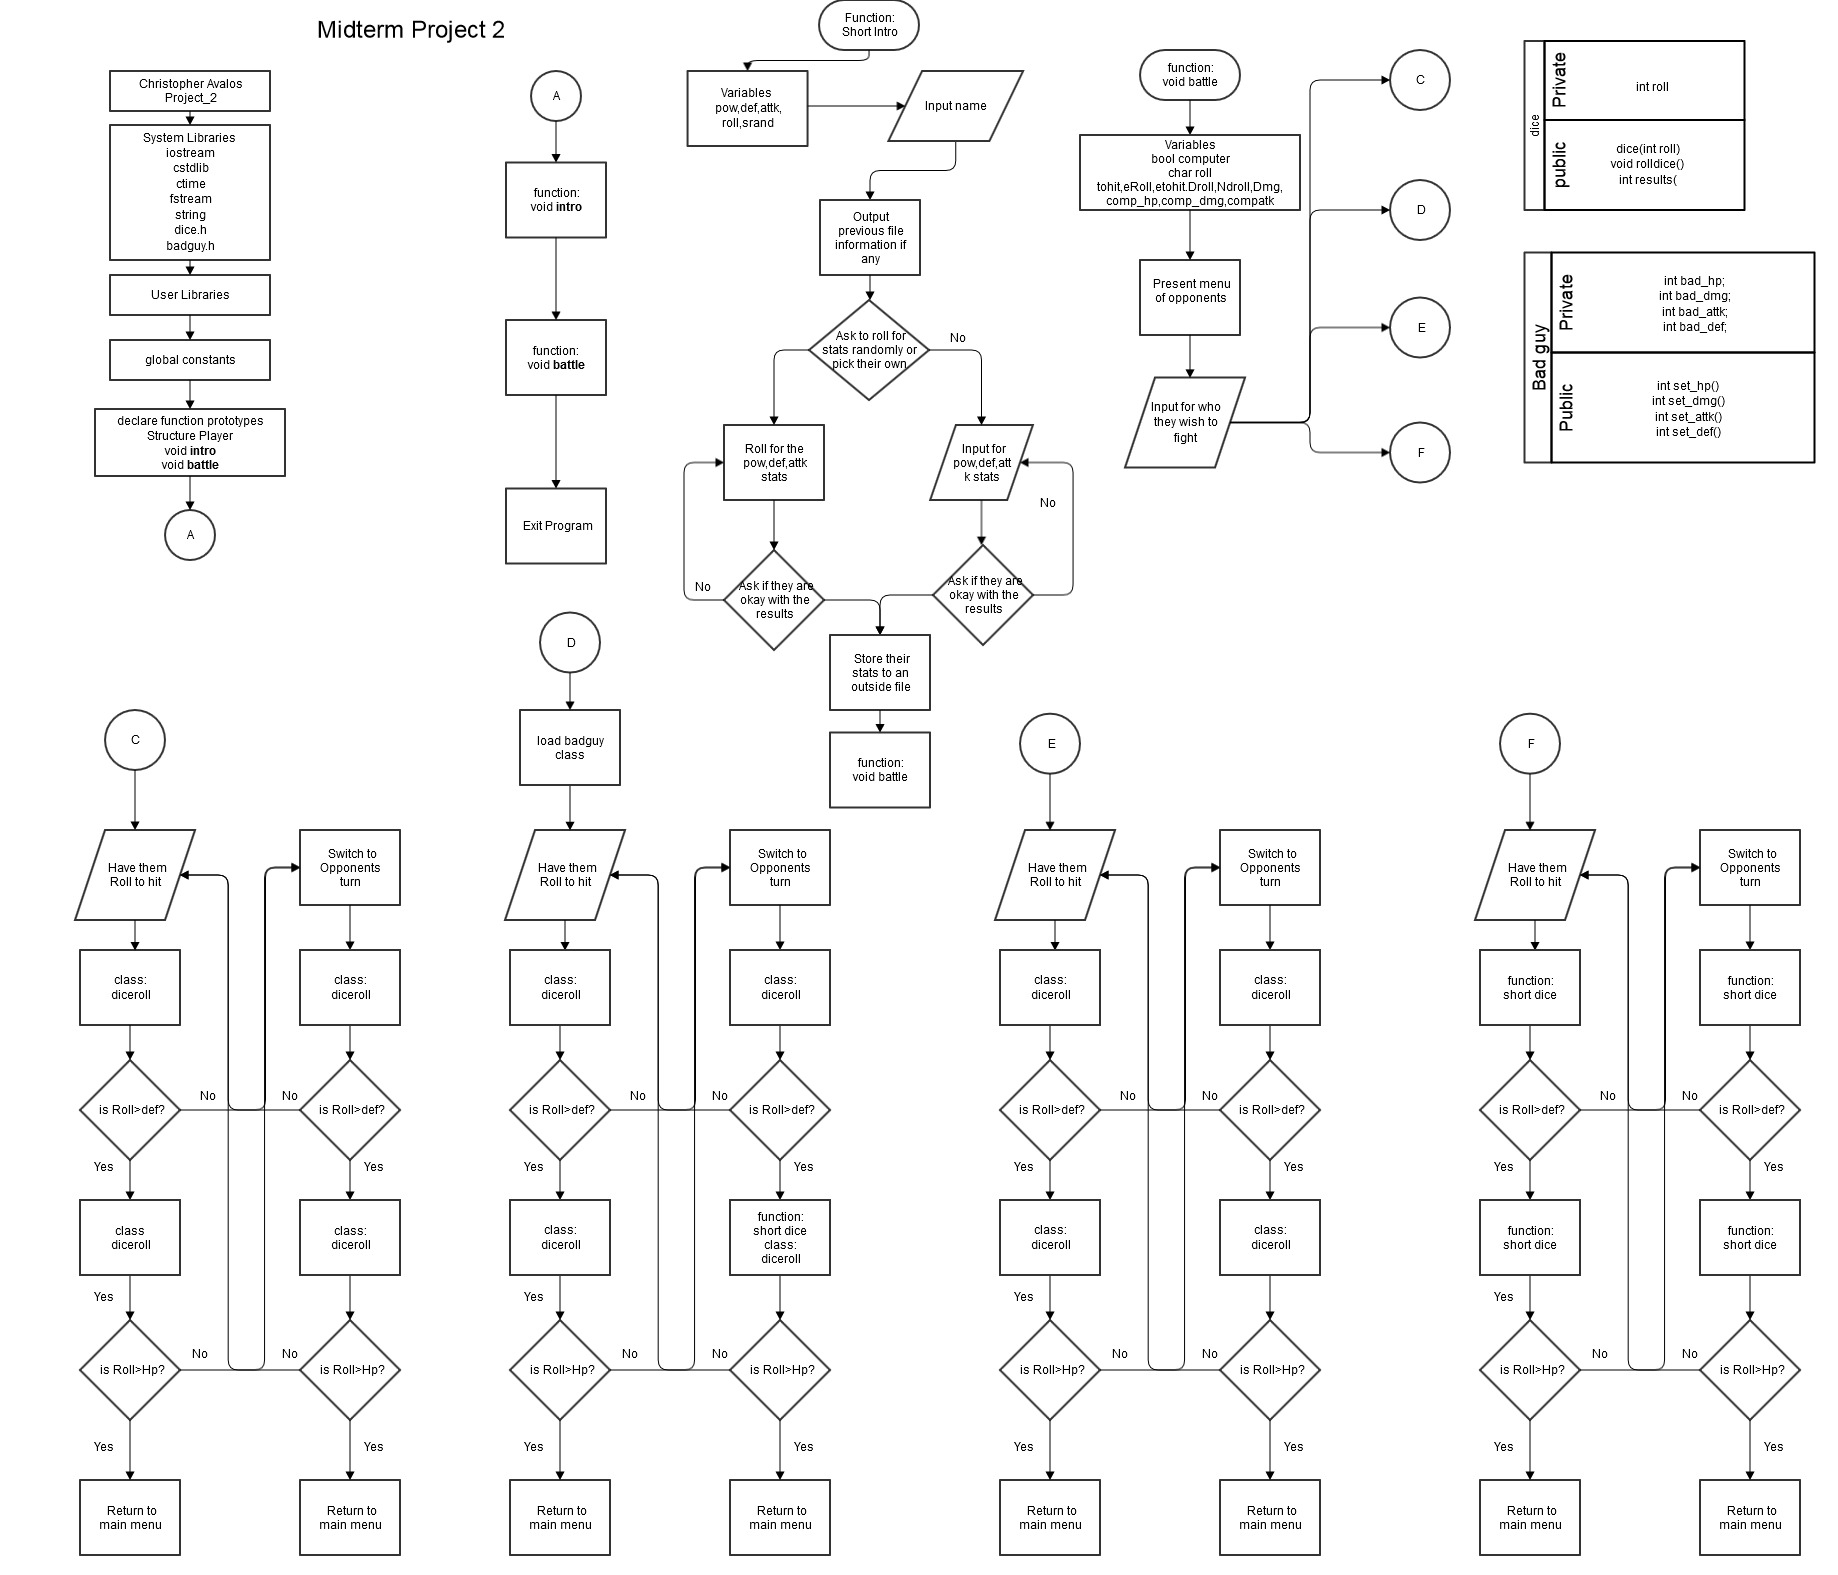 Midterm Project 2
Christopher Avalos
Project_2
System Libraries
iostream
cstdlib
ctime
fstream
string
dice.h
badguy.h
User Libraries
global constants
declare function prototypes
Structure Player
void intro
void battle
A
A
function:
void intro
function:
void battle
Exit Program
Function:
Short Intro
Variables
pow,def,attk,
roll,srand
Input name
Output
previous file
information if
any
Ask to roll for
stats randomly or
pick their own
No
Roll for the
pow,def,attk
stats
Input for
pow,def,att
k stats
No
No
Ask if they are
okay with the
results
Ask if they are
okay with the
results
Store their
stats to an
outside file
function:
void battle
function:
void battle
Variables
bool computer
char roll
tohit,eRoll,etohit.Droll,Ndroll,Dmg,
comp_hp,comp_dmg,compatk
Present menu
of opponents
Input for who
they wish to
fight
C
D
E
F
dice
Private
int roll
public
dice(int roll)
void rolldice()
int results(
Bad guy
Private
int bad_hp;
int bad_dmg;
int bad_attk;
int bad_def;
Public
int set_hp()
int set_dmg()
int set_attk()
int set_def()
C
Have them
Roll to hit
Switch to
Opponents
turn
class:
diceroll
class:
diceroll
is Roll>def?
No
No
is Roll>def?
Yes
Yes
class
diceroll
class:
diceroll
Yes
is Roll>Hp?
No
No
is Roll>Hp?
Yes
Yes
Return to
main menu
Return to
main menu
D
load badguy
class
Have them
Roll to hit
Switch to
Opponents
turn
class:
diceroll
class:
diceroll
is Roll>def?
No
No
is Roll>def?
Yes
Yes
class:
diceroll
function:
short dice
class:
diceroll
Yes
is Roll>Hp?
No
No
is Roll>Hp?
Yes
Yes
Return to
main menu
Return to
main menu
E
Have them
Roll to hit
Switch to
Opponents
turn
class:
diceroll
class:
diceroll
is Roll>def?
No
No
is Roll>def?
Yes
Yes
class:
diceroll
class:
diceroll
Yes
is Roll>Hp?
No
No
is Roll>Hp?
Yes
Yes
Return to
main menu
Return to
main menu
F
Have them
Roll to hit
Switch to
Opponents
turn
function:
short dice
function:
short dice
is Roll>def?
No
No
is Roll>def?
Yes
Yes
function:
short dice
function:
short dice
Yes
is Roll>Hp?
No
No
is Roll>Hp?
Yes
Yes
Return to
main menu
Return to
main menu